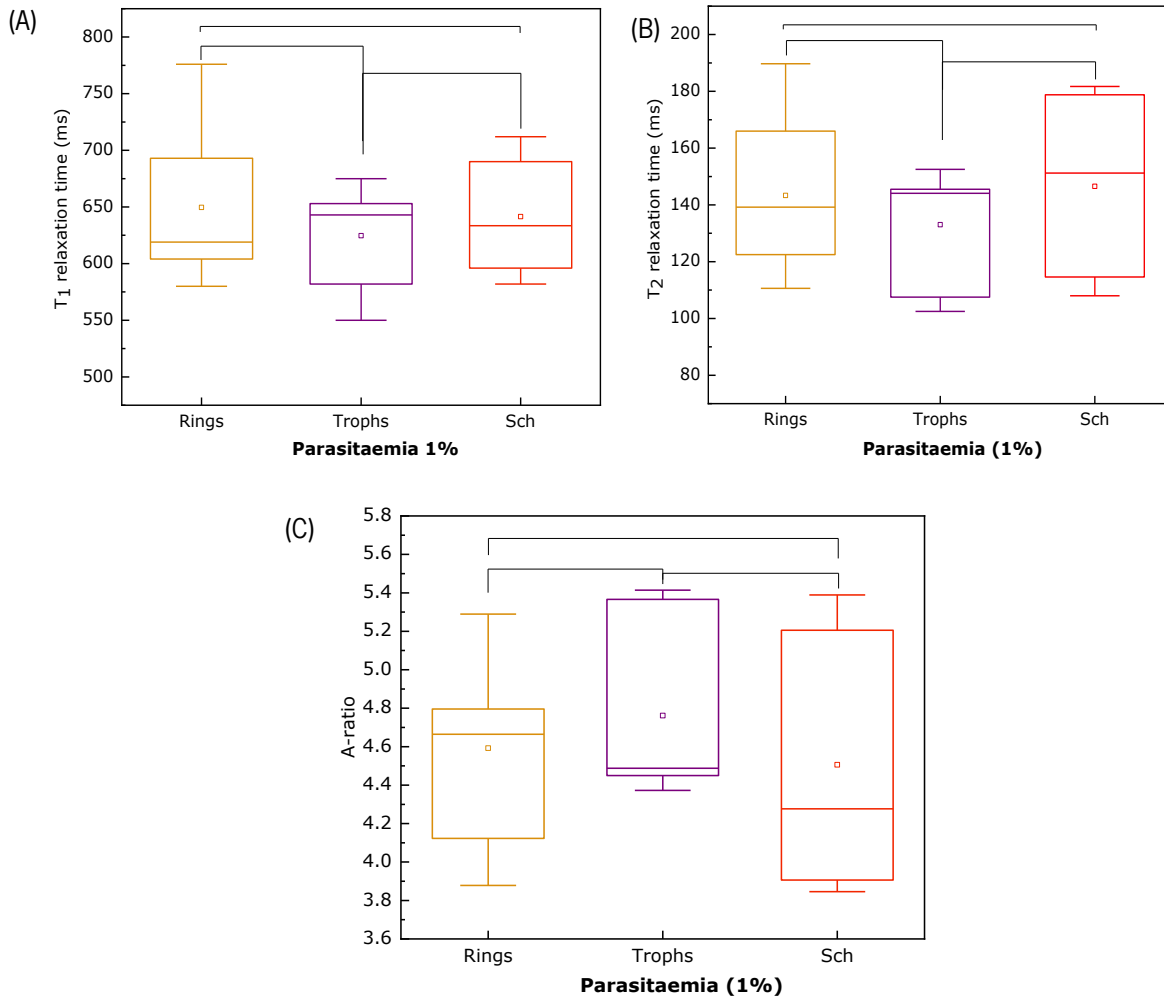 (A)
T1 relaxation time (ms)
800
750
700
650
600
550
500
Rings Trophs Sch
Parasitaemia 1%
(B)
T2 relaxation time (ms)
200
180
160
140
120
100
80
Rings Trophs Sch
Parasitaemia (1%)
(C)
A-ratio
5.8
5.6
5.4
5.2
5.0
4.8
4.6
4.4
4.2
4.0
3.8
3.6
Rings Trophs Sch
Parasitaemia (1%)